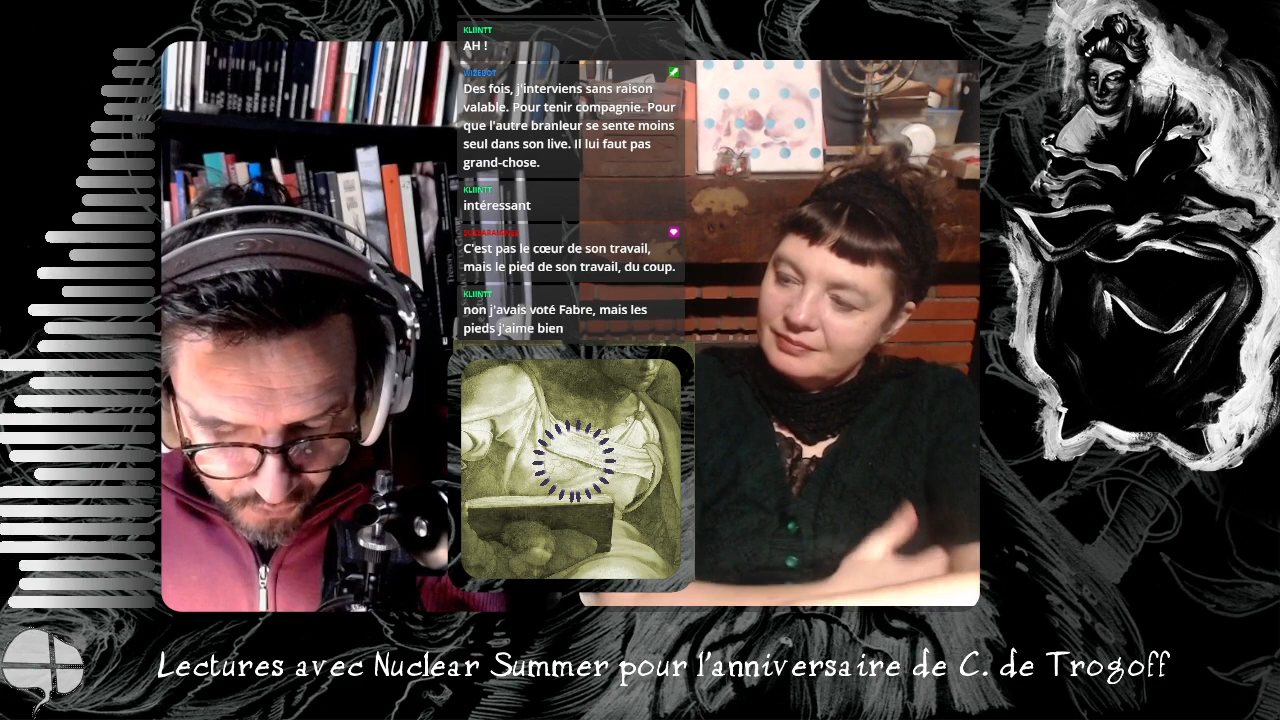 KLIINTT
AH !
WIZEBOT
Des fois, j'interviens sans raison
valable. Pour tenir compagnie. Pour
que l'autre branleur se sente moins
seul dans son live. Il lui faut pas
grand-chose.
KLIINTT
intéressant
C'est pas le cœur de son travail,
mais le pied de son travail, du coup.
KLIINTT
non j'avais voté Fabre, mais les
pieds j'aime bien
Lectures avec Nuclear Summer pour l'anniversaire de C. de Trogoff